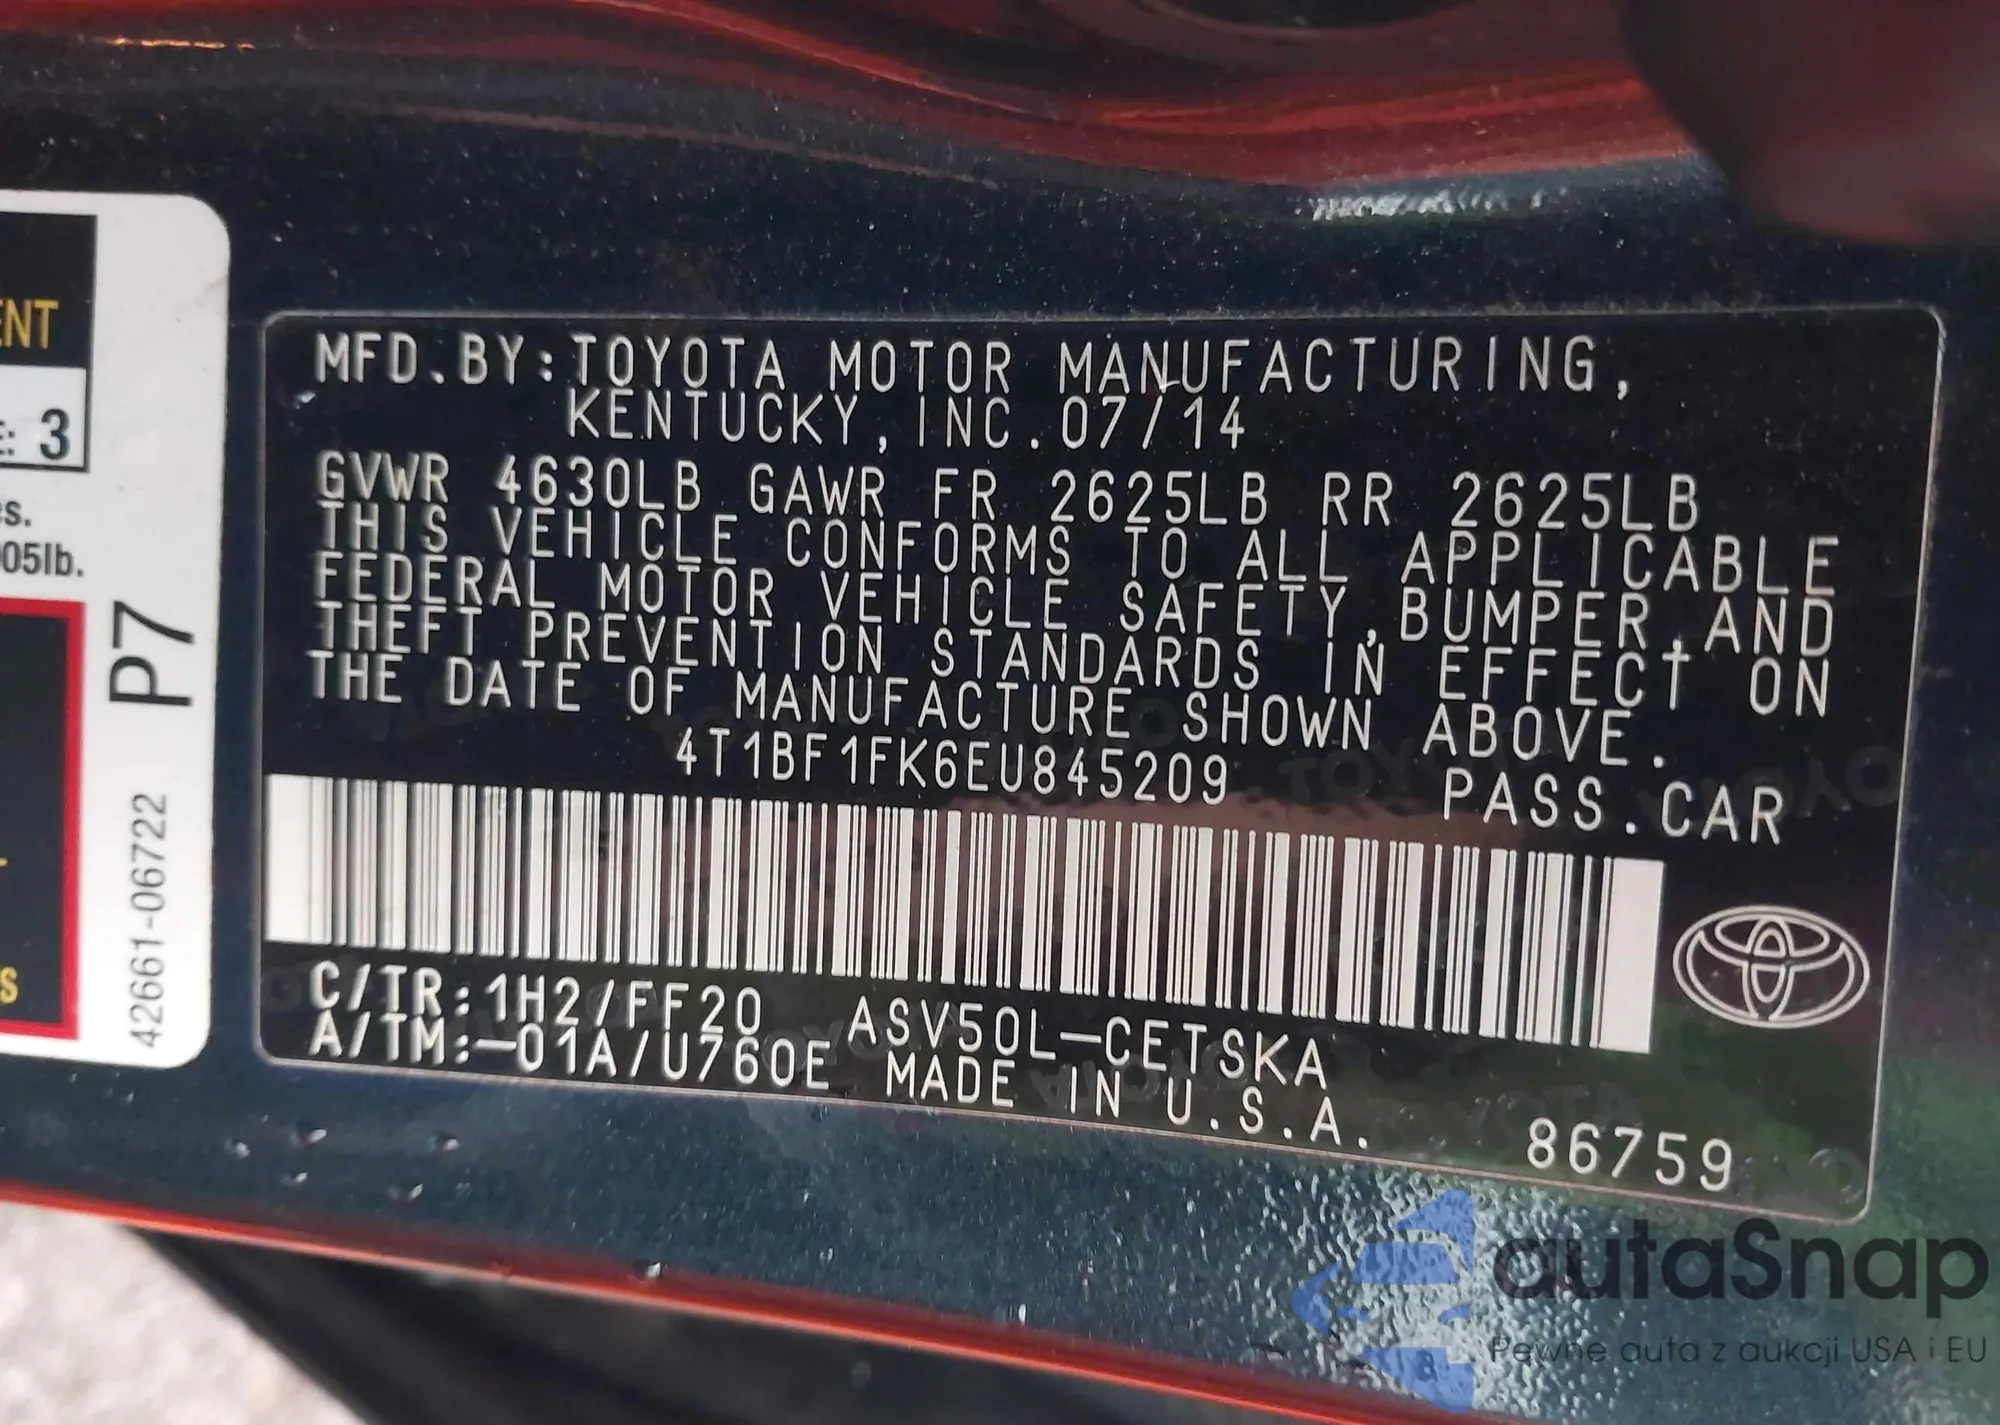 ENT
E: 3
s.
05lb.
S
P7
42661-06722
MFD.BY:TOYOTA MOTOR MANUFACTURING,
KENTUCKY, INC.07/14
GVWR 4630LB GAWR FR 2625LB RR 2625LB
THIS VEHICLE CONFORMS TO ALL APPLICABLE
FEDERAL MOTOR VEHICLE SAFETY,BUMPER,AND
THEFT PREVENTION STANDARDS IN EFFECT ON
THE DATE OF MANUFACTURE SHOWN ABOVE.
4T1BF1FK6EU845209 PASS.CAR
C/TR:1H2/FF20 ASV50L-CETSKA
A/TM:-01A/U760E MADE IN U.S.A.
86759
autaSnap
Pewne auta z aukcji USA i EU